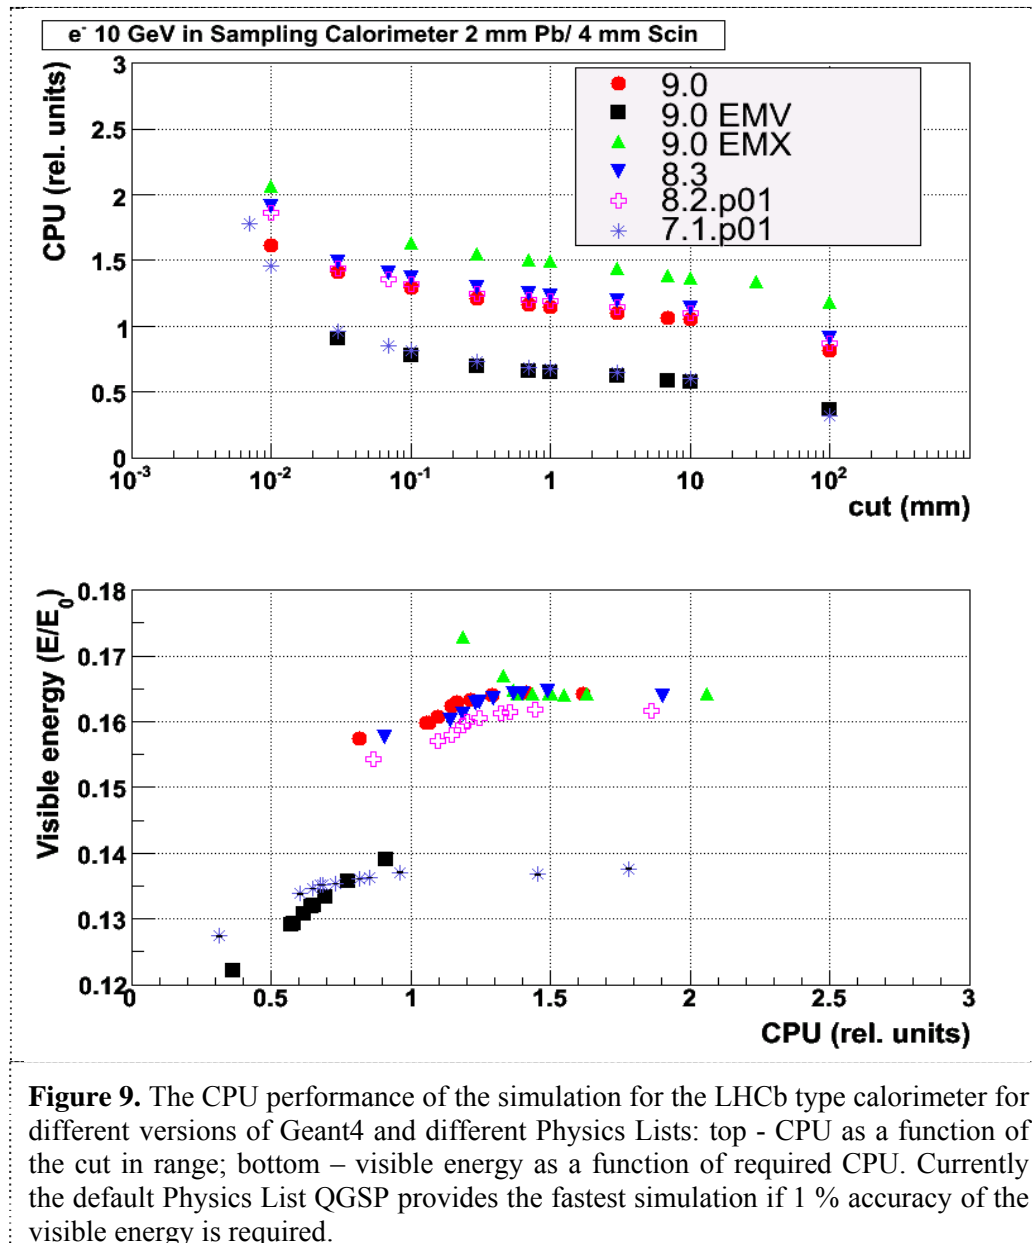 e- 10 GeV in Sampling Calorimeter 2 mm Pb/ 4 mm Scin
CPU (rel. units)
3
2.5
2
1.5
1
0.5
0
9.0
9.0 EMV
9.0 EMX
8.3
8.2.p01
7.1.p01
10-3
10-2
10-1
1
10
102
cut (mm)
Visible energy (E/E0)
0.18
0.17
0.16
0.15
0.14
0.13
0.12
0
0.5
1
1.5
2
2.5
3
CPU (rel. units)
Figure 9. The CPU performance of the simulation for the LHCb type calorimeter for
different versions of Geant4 and different Physics Lists: top - CPU as a function of
the cut in range; bottom – visible energy as a function of required CPU. Currently
the default Physics List QGSP provides the fastest simulation if 1 % accuracy of the
visible energy is required.